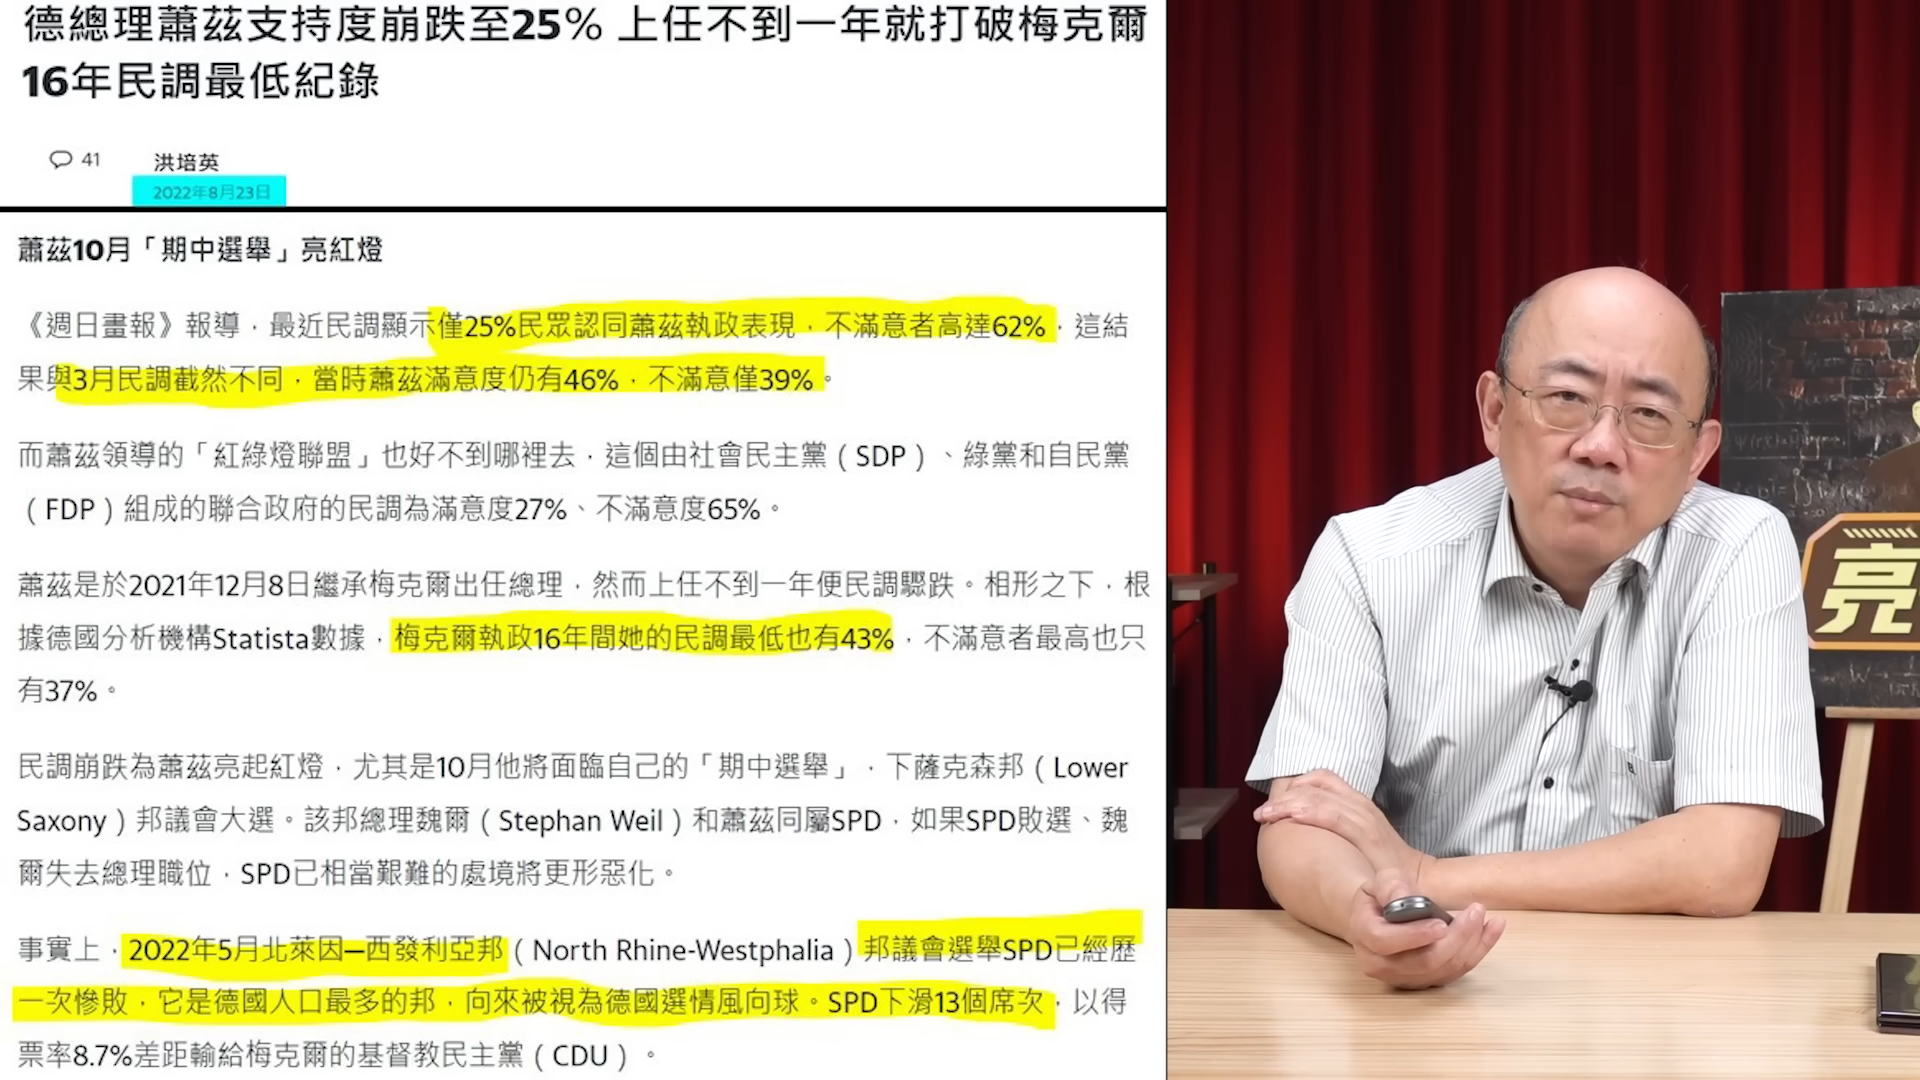 德總理蕭茲支持度崩跌至25% 上任不到一年就打破梅克爾
16年民調最低紀錄
41
洪培英
2022年8月23日
蕭茲10月「期中選舉」亮紅燈
《週日畫報》報導，最近民調顯示僅25%民眾認同蕭茲執政表現，不滿意者高達62%，這結
果與3月民調截然不同，當時蕭茲滿意度仍有46%，不滿意僅39%。
而蕭茲領導的「紅綠燈聯盟」也好不到哪裡去，這個由社會民主黨（SDP）、綠黨和自民黨
（FDP）組成的聯合政府的民調為滿意度27%、不滿意度65%。
蕭茲是於2021年12月8日繼承梅克爾出任總理，然而上任不到一年便民調驟跌。相形之下，根
據德國分析機構Statista數據，梅克爾執政16年間她的民調最低也有43%，不滿意者最高也只
有37%。
民調崩跌為蕭茲亮起紅燈，尤其是10月他將面臨自己的「期中選舉」，下薩克森邦（Lower
Saxony）邦議會大選。該邦總理魏爾（Stephan Weil）和蕭茲同屬SPD，如果SPD敗選、魏
爾失去總理職位，SPD已相當艱難的處境將更形惡化。
事實上，2022年5月北萊因—西發利亞邦（North Rhine-Westphalia）邦議會選舉SPD已經歷
一次慘敗，它是德國人口最多的邦，向來被視為德國選情風向球。SPD下滑13個席次，以得
票率8.7%差距輸給梅克爾的基督教民主黨（CDU）。
亮